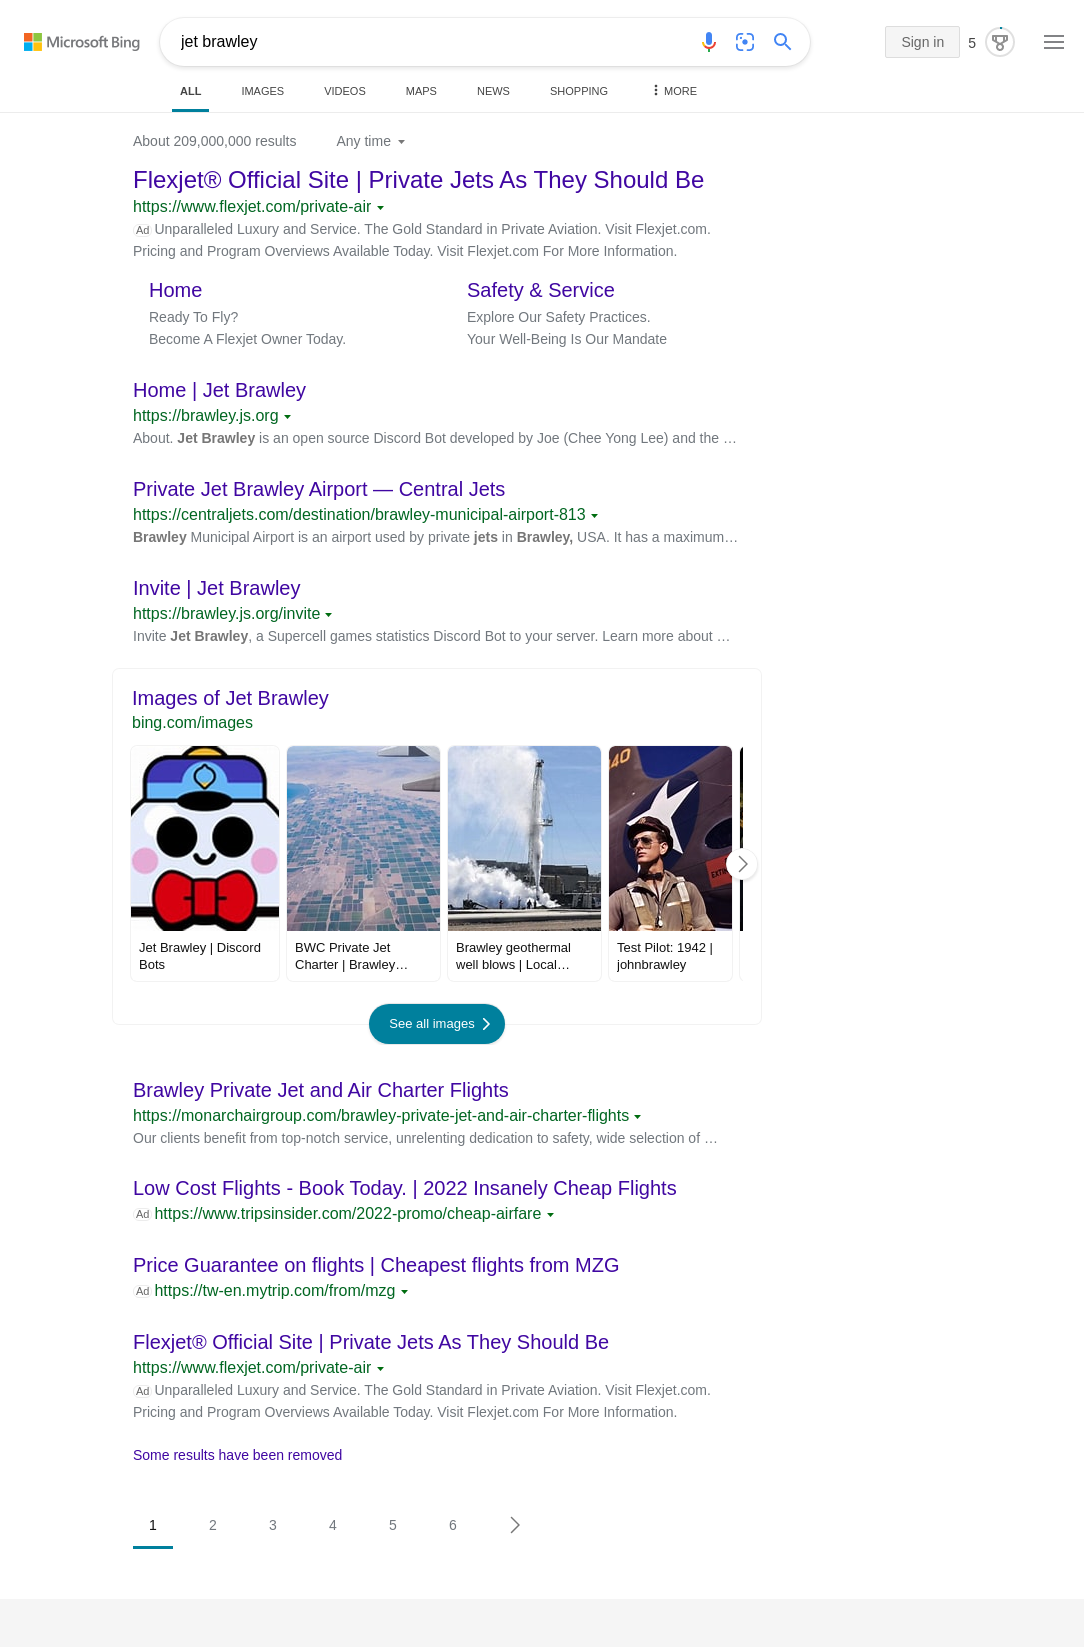 Microsoft Bing
jet brawley
Sign in
5
ALL
IMAGES
VIDEOS
MAPS
NEWS
SHOPPING
MORE
About 209,000,000 results
Any time
Flexjet® Official Site | Private Jets As They Should Be
https://www.flexjet.com/private-air
Ad Unparalleled Luxury and Service. The Gold Standard in Private Aviation. Visit Flexjet.com.
Pricing and Program Overviews Available Today. Visit Flexjet.com For More Information.
Home
Ready To Fly?
Become A Flexjet Owner Today.
Safety & Service
Explore Our Safety Practices.
Your Well-Being Is Our Mandate
Home | Jet Brawley
https://brawley.js.org
About. Jet Brawley is an open source Discord Bot developed by Joe (Chee Yong Lee) and the …
Private Jet Brawley Airport — Central Jets
https://centraljets.com/destination/brawley-municipal-airport-813
Brawley Municipal Airport is an airport used by private jets in Brawley, USA. It has a maximum…
Invite | Jet Brawley
https://brawley.js.org/invite
Invite Jet Brawley, a Supercell games statistics Discord Bot to your server. Learn more about …
Images of Jet Brawley
bing.com/images
40
EXTIN
Jet Brawley | Discord
Bots
BWC Private Jet
Charter | Brawley…
Brawley geothermal
well blows | Local…
Test Pilot: 1942 |
johnbrawley
See all images
Brawley Private Jet and Air Charter Flights
https://monarchairgroup.com/brawley-private-jet-and-air-charter-flights
Our clients benefit from top-notch service, unrelenting dedication to safety, wide selection of …
Low Cost Flights - Book Today. | 2022 Insanely Cheap Flights
Ad https://www.tripsinsider.com/2022-promo/cheap-airfare
Price Guarantee on flights | Cheapest flights from MZG
Ad https://tw-en.mytrip.com/from/mzg
Flexjet® Official Site | Private Jets As They Should Be
https://www.flexjet.com/private-air
Ad Unparalleled Luxury and Service. The Gold Standard in Private Aviation. Visit Flexjet.com.
Pricing and Program Overviews Available Today. Visit Flexjet.com For More Information.
Some results have been removed
1
2
3
4
5
6